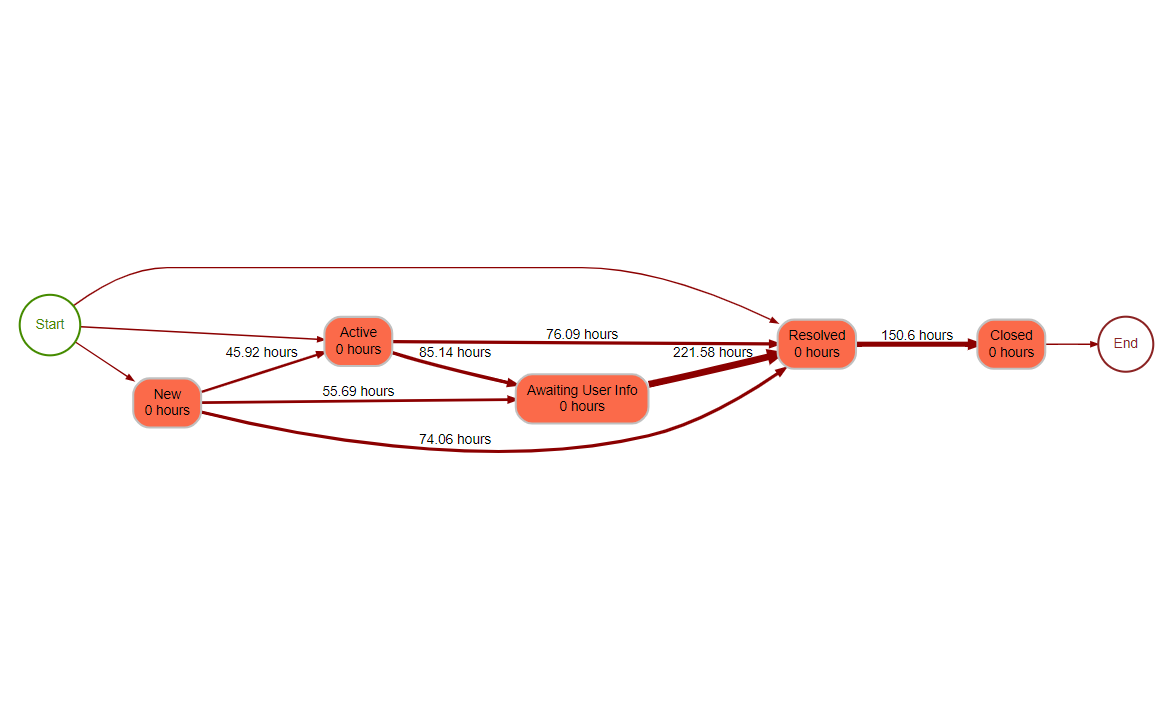 Start
New
0 hours
45.92 hours
55.69 hours
74.06 hours
Active
0 hours
76.09 hours
85.14 hours
Awaiting User Info
0 hours
221.58 hours
Resolved
0 hours
150.6 hours
Closed
0 hours
End